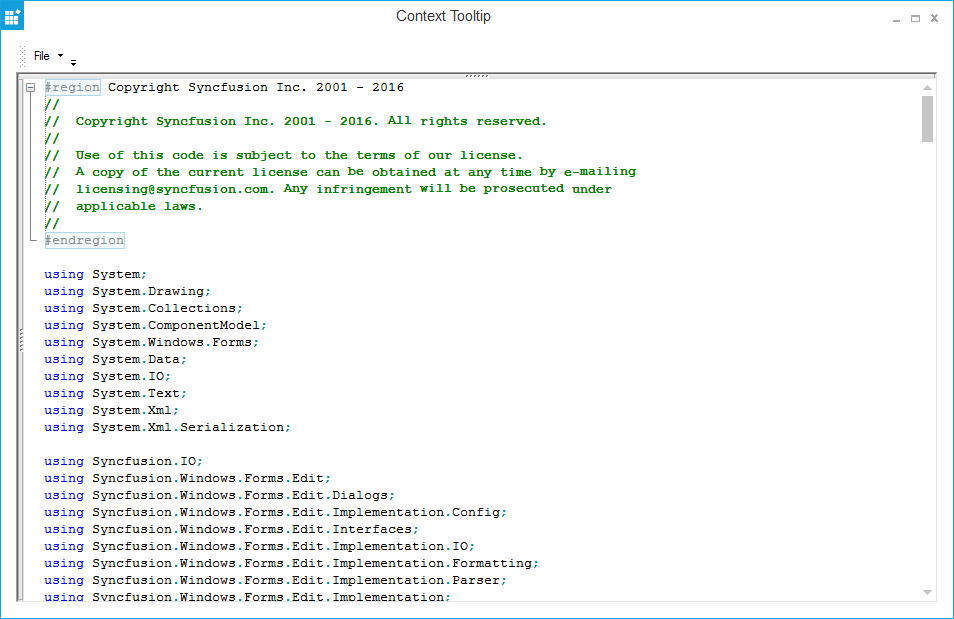 Context Tooltip
File
#region Copyright Syncfusion Inc. 2001 - 2016
//
//  Copyright Syncfusion Inc. 2001 - 2016. All rights reserved.
//
//  Use of this code is subject to the terms of our license.
//  A copy of the current license can be obtained at any time by e-mailing
//  licensing@syncfusion.com. Any infringement will be prosecuted under
//  applicable laws.
//
#endregion
using System;
using System.Drawing;
using System.Collections;
using System.ComponentModel;
using System.Windows.Forms;
using System.Data;
using System.IO;
using System.Text;
using System.Xml;
using System.Xml.Serialization;
using Syncfusion.IO;
using Syncfusion.Windows.Forms.Edit;
using Syncfusion.Windows.Forms.Edit.Dialogs;
using Syncfusion.Windows.Forms.Edit.Implementation.Config;
using Syncfusion.Windows.Forms.Edit.Interfaces;
using Syncfusion.Windows.Forms.Edit.Implementation.IO;
using Syncfusion.Windows.Forms.Edit.Implementation.Formatting;
using Syncfusion.Windows.Forms.Edit.Implementation.Parser;
using Syncfusion.Windows.Forms.Edit.Implementation;